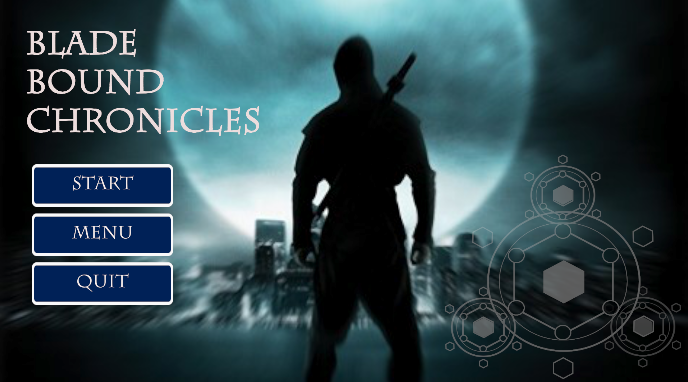 BLADE
BOUND
CHRONICLES
START
MENU
QUIT